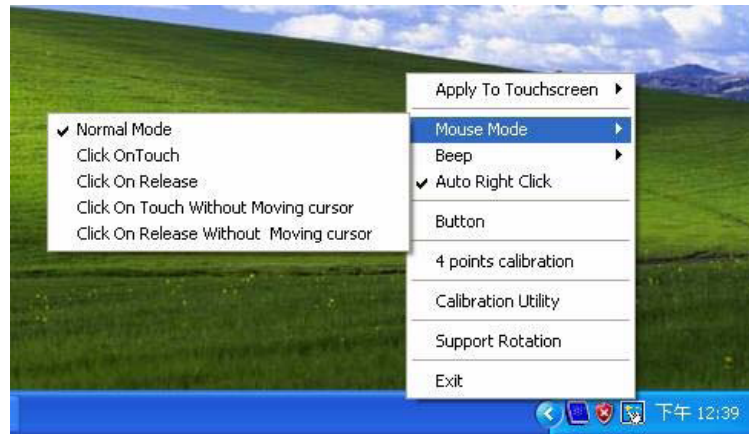 Apply To Touchscreen
Mouse Mode
Beep
Auto Right Click
Button
4 points calibration
Calibration Utility
Support Rotation
Exit
Normal Mode
Click OnTouch
Click On Release
Click On Touch Without Moving cursor
Click On Release Without  Moving cursor
下午 12:39